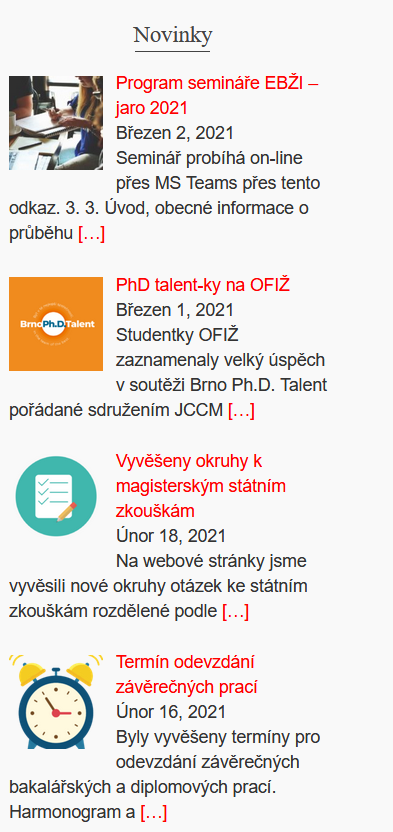 Novinky
Program semináře EBŽI –
jaro 2021
Březen 2, 2021
Seminář probíhá on-line
přes MS Teams přes tento
odkaz. 3. 3. Úvod, obecné informace o
průběhu […]
PhD talent-ky na OFIŽ
Březen 1, 2021
Studentky OFIŽ
zaznamenaly velký úspěch
v soutěži Brno Ph.D. Talent
pořádané sdružením JCCM […]
BrnoPh.D.Talent
Vyvěšeny okruhy k
magisterským státním
zkouškám
Únor 18, 2021
Na webové stránky jsme
vyvěsili nové okruhy otázek ke státním
zkouškám rozdělené podle […]
Termín odevzdání
závěrečných prací
Únor 16, 2021
Byly vyvěšeny termíny pro
odevzdání závěrečných
bakalářských a diplomových prací.
Harmonogram a […]